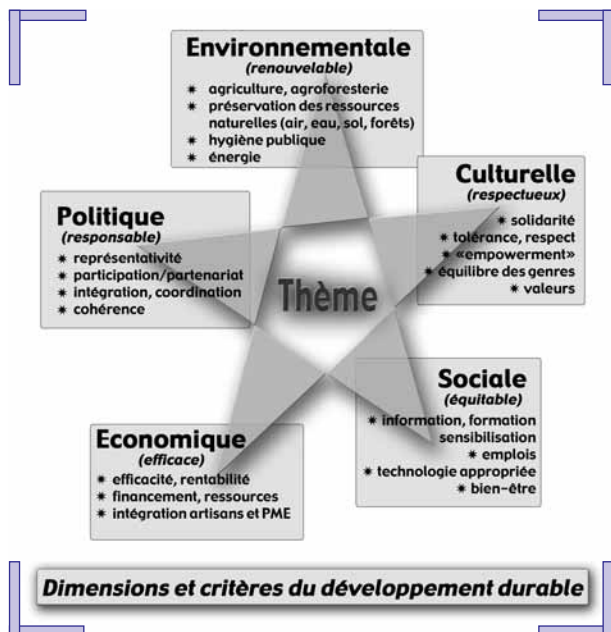 Environnementale
(renouvelable)
✷ agriculture, agroforesterie
✷ préservation des ressources
naturelles (air, eau, sol, forêts)
✷ hygiène publique
✷ énergie
Culturelle
(respectueux)
✷ solidarité
✷ tolérance, respect
✷ «empowerment»
✷ équilibre des genres
✷ valeurs
Politique
(responsable)
✷ représentativité
✷ participation/partenariat
✷ intégration, coordination
✷ cohérence
Thème
Sociale
(équitable)
✷ information, formation
sensibilisation
✷ emplois
✷ technologie appropriée
✷ bien-être
Economique
(efficace)
✷ efficacité, rentabilité
✷ financement, ressources
✷ intégration artisans et PME
Dimensions et critères du développement durable